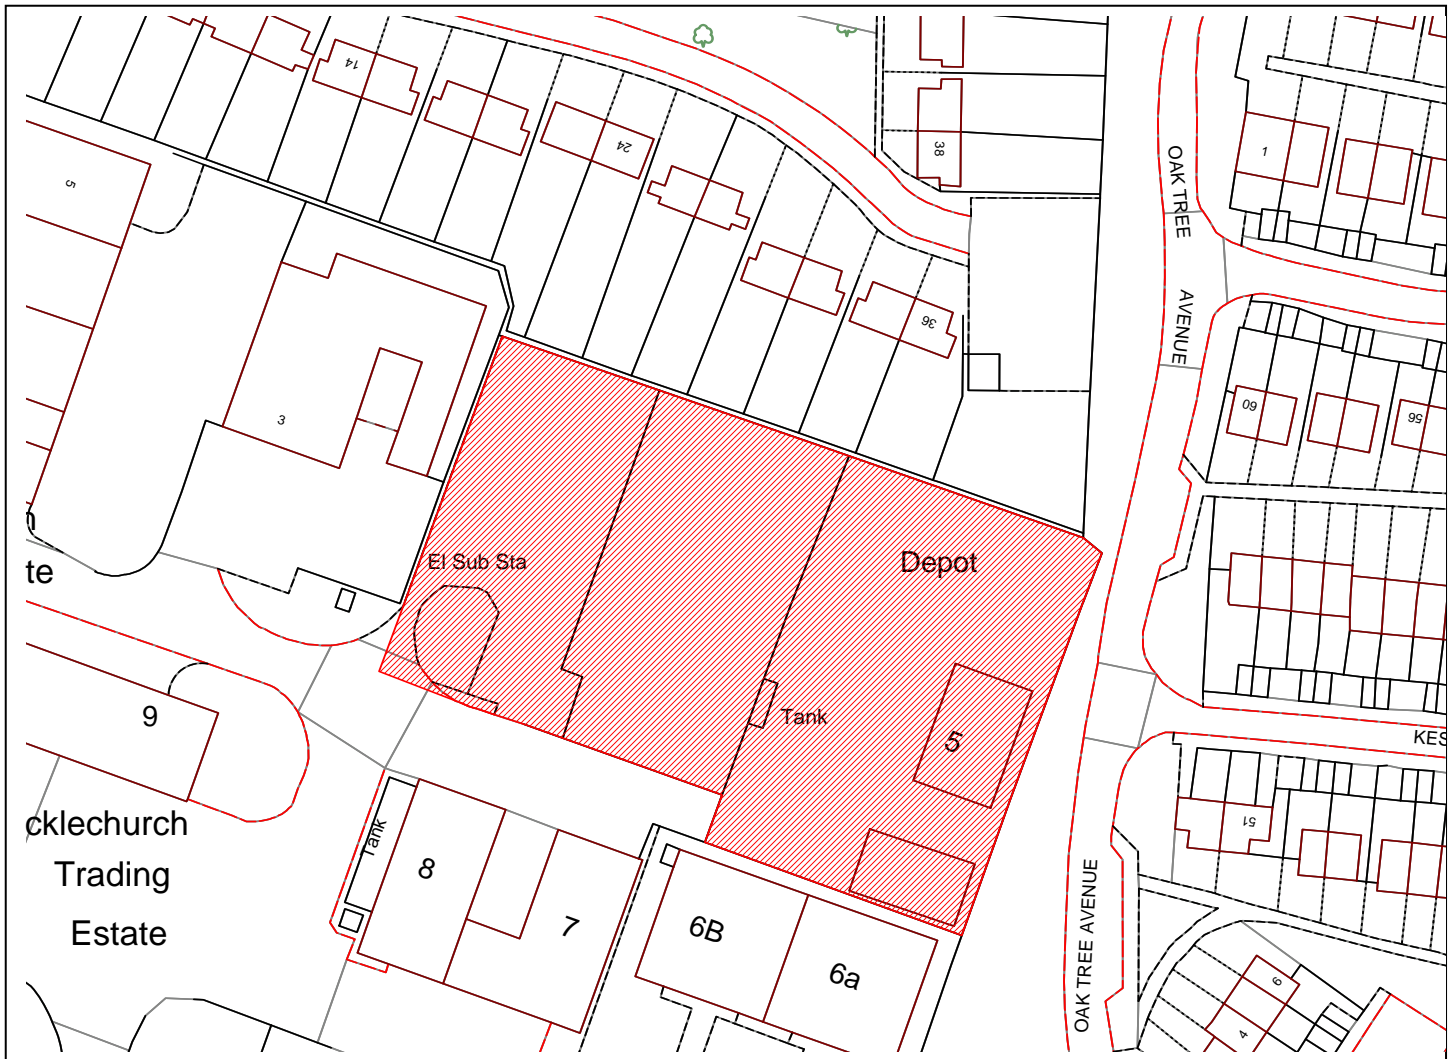 14
24
38
OAK TREE
AVENUE
1
5
36
3
60
56
te
El Sub Sta
Depot
9
Tank
5
KES
51
cklechurch
Trading
Estate
Tank
8
7
6B
6a
OAK TREE AVENUE
6
4